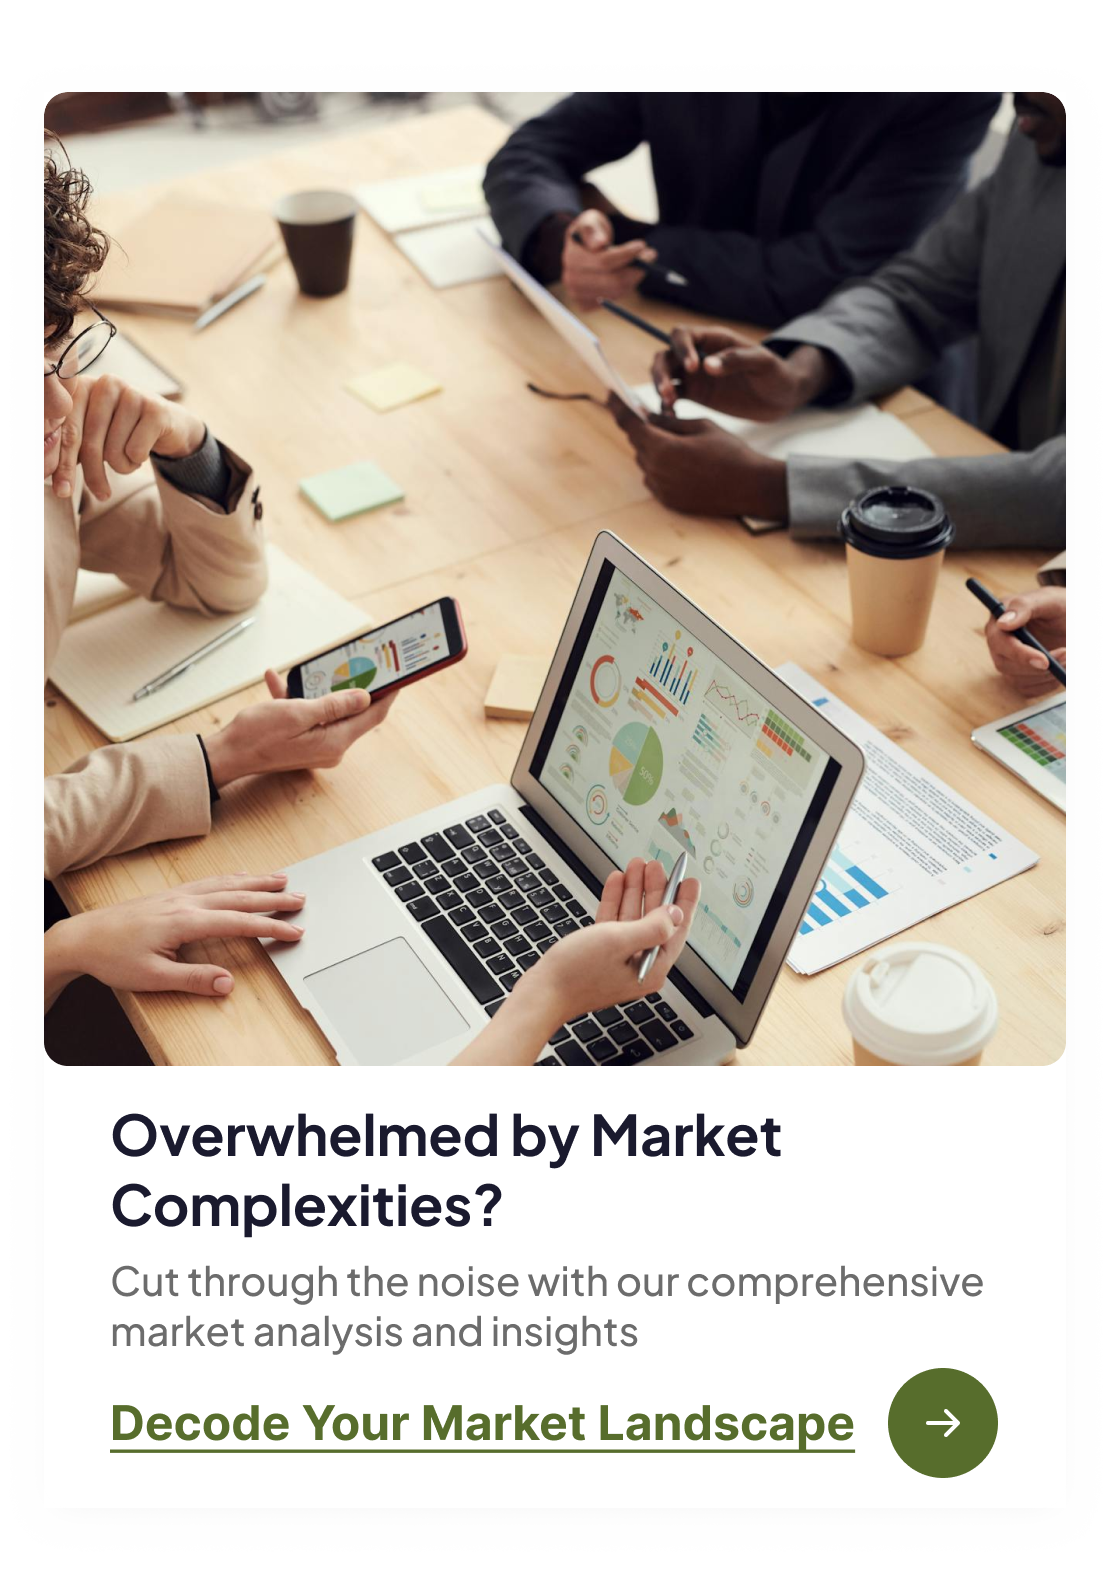 50%
Overwhelmed by Market
Complexities?
Cut through the noise with our comprehensive
market analysis and insights
Decode Your Market Landscape